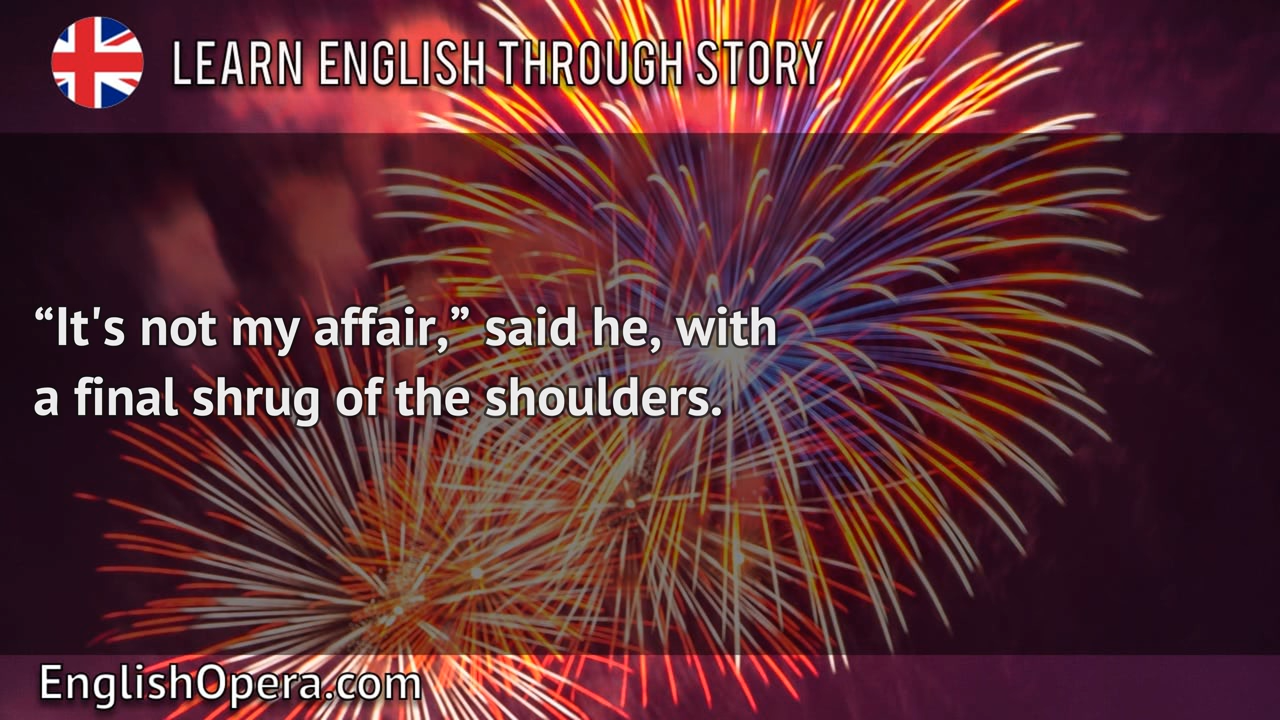 LEARN ENGLISH THROUGH STORY
“It's not my affair,” said he, with
a final shrug of the shoulders.
EnglishOpera.com